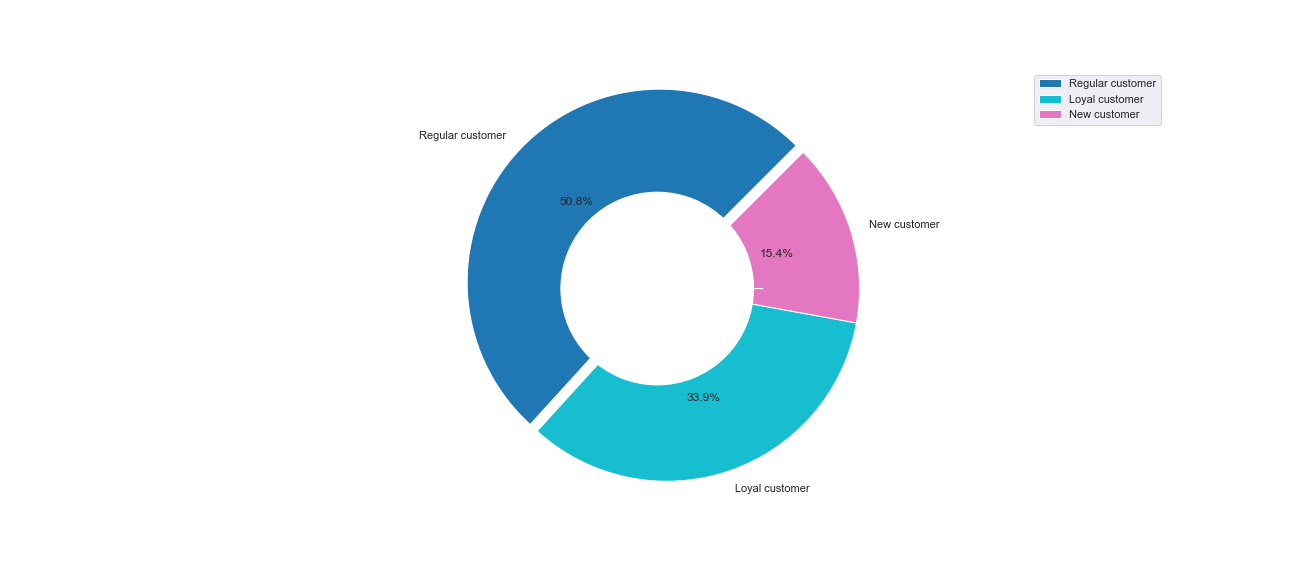 Regular customer
Loyal customer
New customer
Regular customer
50.8%
New customer
15.4%
33.9%
Loyal customer